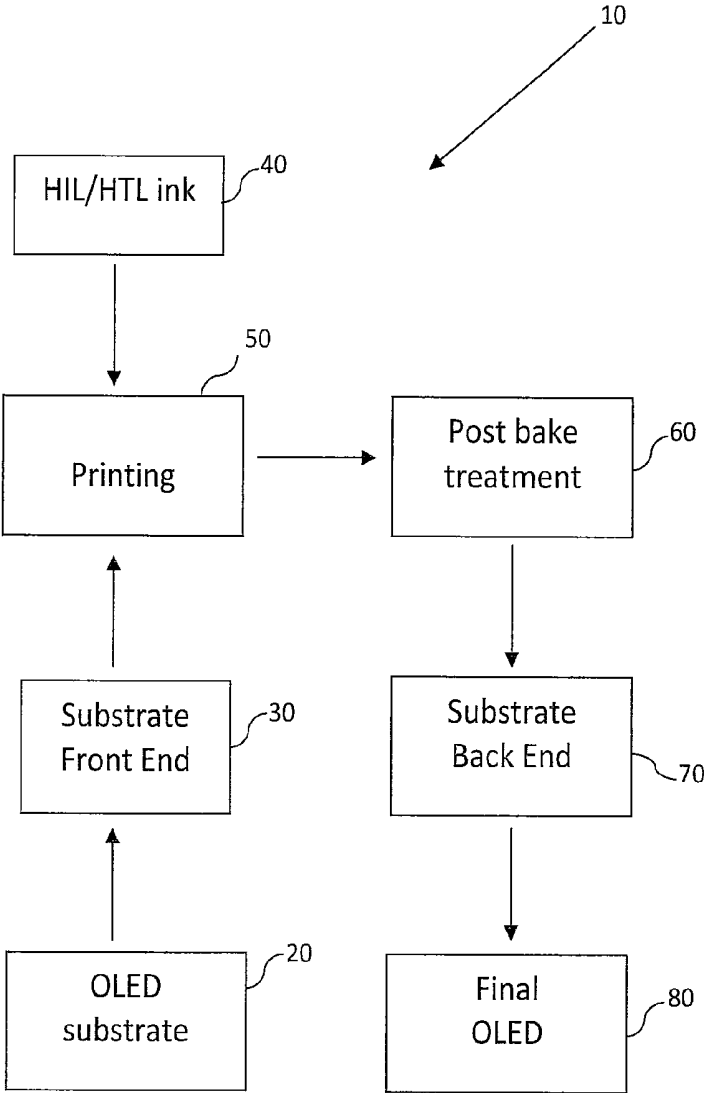 10
HIL/HTL ink
40
50
Printing
Post bake
treatment
60
Substrate
Front End
30
Substrate
Back End
70
OLED
substrate
20
Final
OLED
80